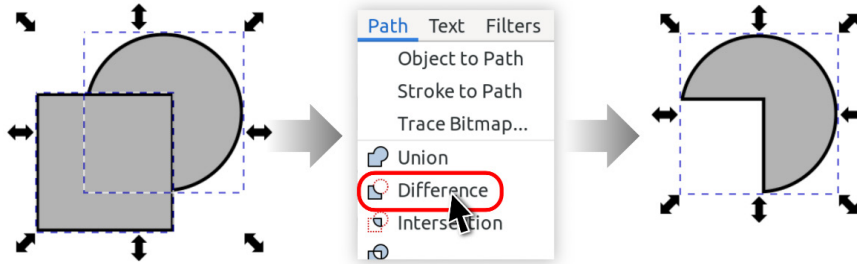 Path Text Filters
Object to Path
Stroke to Path
Trace Bitmap...
Union
Difference
Intersection